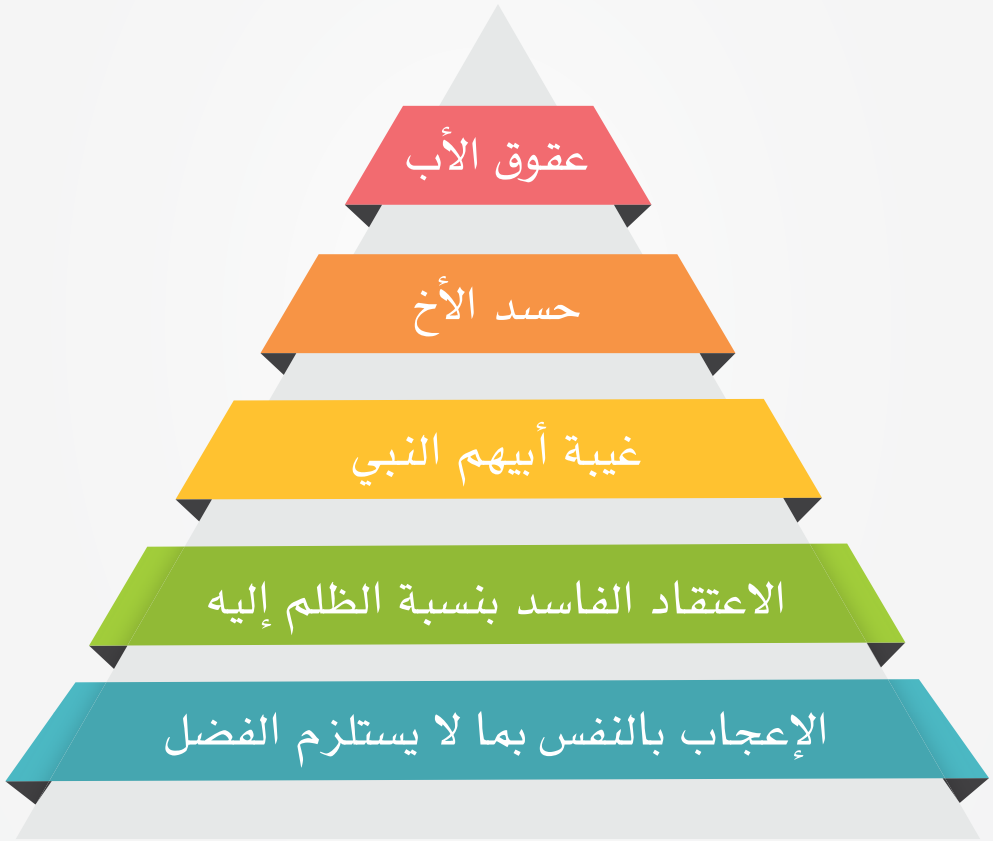 عقوق الأب
حسد الأخ
غيبة أبيهم النبي
الاعتقاد الفاسد بنسبة الظلم إليه
الإعجاب بالنفس بما لا يستلزم الفضل